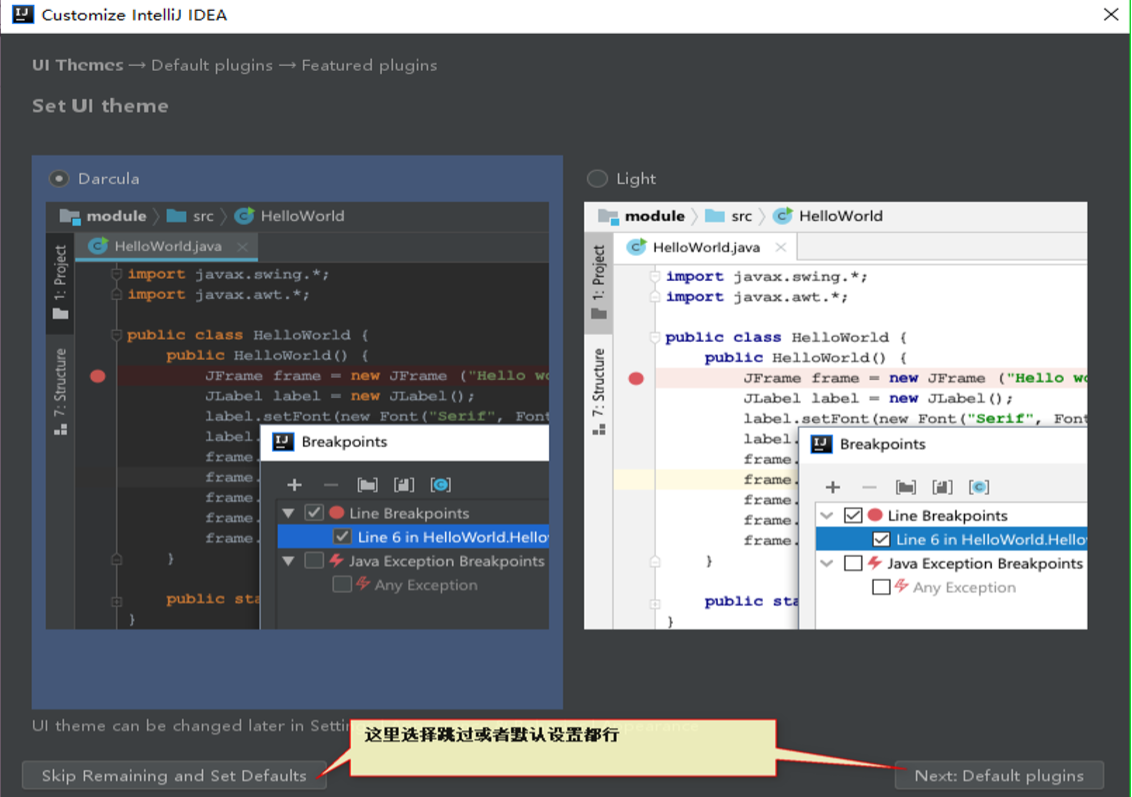 Customize IntelliJ IDEA
UI Themes → Default plugins → Featured plugins
Set UI theme
Darcula
module 〉 src 〉 HelloWorld
HelloWorld.java
1: Project
7: Structure
import javax.swing.*;
import javax.awt.*;
public class HelloWorld {
public HelloWorld() {
JFrame frame = new JFrame ("Hello wo
JLabel label = new JLabel();
label.setFont(new Font("Serif", Font
label.
frame.
frame.
frame.
frame.
frame.
}
public sta
}
Breakpoints
Line Breakpoints
Line 6 in HelloWorld.Hello
Java Exception Breakpoints
Any Exception
Light
module 〉 src 〉 HelloWorld
HelloWorld.java
1: Project
7: Structure
import javax.swing.*;
import javax.awt.*;
public class HelloWorld {
public HelloWorld() {
JFrame frame = new JFrame ("Hello wo
JLabel label = new JLabel();
label.setFont(new Font("Serif", Font
label.
frame.
frame.
frame.
frame.
frame.
}
public sta
}
Breakpoints
Line Breakpoints
Line 6 in HelloWorld.Hello
Java Exception Breakpoints
Any Exception
UI theme can be changed later in Settin
这里选择跳过或者默认设置都行
Skip Remaining and Set Defaults
Next: Default plugins